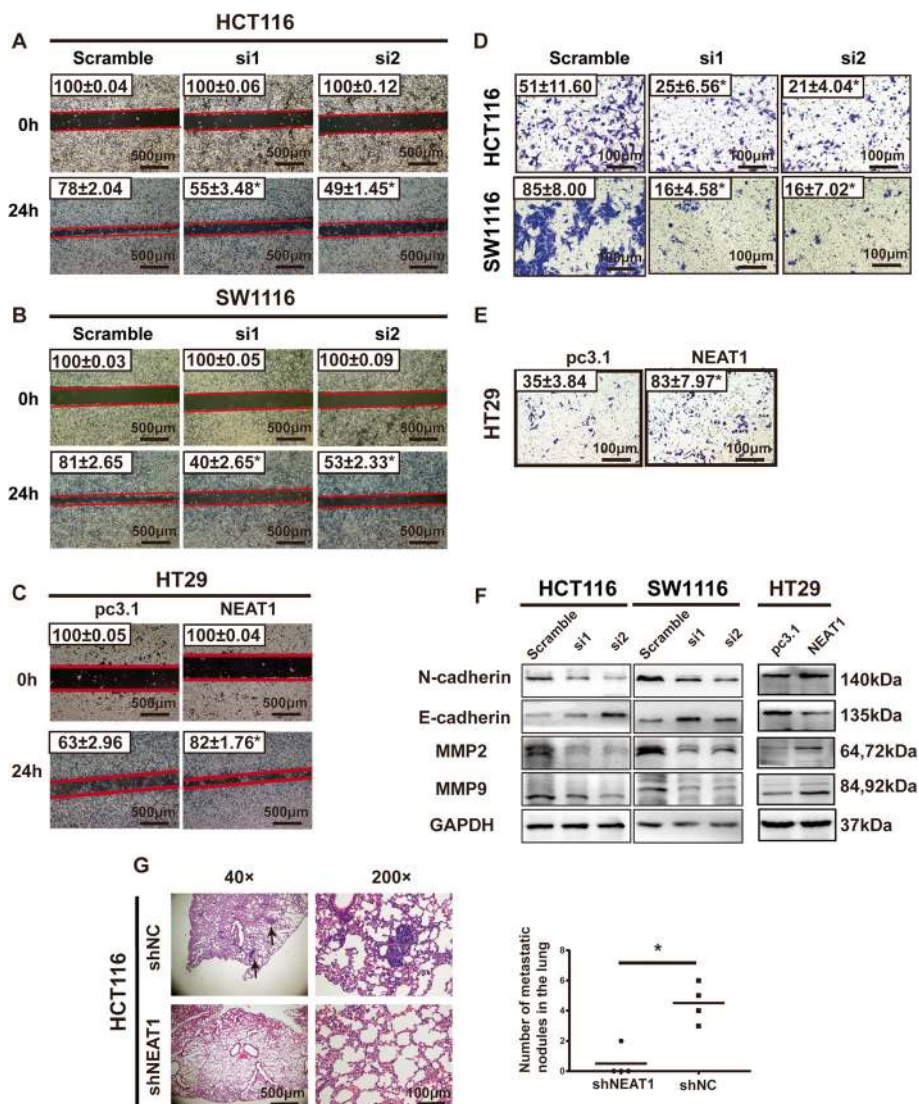 A
HCT116
Scramble si1 si2
0h
100±0.04 100±0.06 100±0.12
500μm 500μm 500μm
24h
78±2.04 55±3.48* 49±1.45*
500μm 500μm 500μm
B
SW1116
Scramble si1 si2
0h
100±0.03 100±0.05 100±0.09
500μm 500μm 500μm
24h
81±2.65 40±2.65* 53±2.33*
500μm 500μm 500μm
C
HT29
pc3.1 NEAT1
0h
100±0.05 100±0.04
500μm 500μm
24h
63±2.96 82±1.76*
500μm 500μm
D
Scramble si1 si2
HCT116
51±11.60 25±6.56* 21±4.04*
100μm 100μm 100μm
SW1116
85±8.00 16±4.58* 16±7.02*
100μm 100μm 100μm
E
pc3.1 NEAT1
HT29
35±3.84 83±7.97*
100μm 100μm
F
HCT116 SW1116 HT29
Scramble si1 si2 Scramble si1 si2 pc3.1 NEAT1
N-cadherin 140kDa
E-cadherin 135kDa
MMP2 64,72kDa
MMP9 84,92kDa
GAPDH 37kDa
G
40× 200×
HCT116
shNC
shNEAT1
500μm 100μm
Number of metastatic
nodules in the lung
8
6
4
2
0
*
shNEAT1 shNC